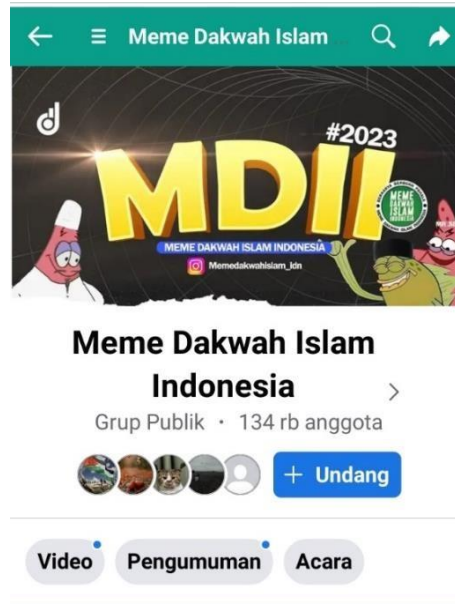 Meme Dakwah Islam
#2023
MDII
MEME
DAKWAH
ISLAM
INDONESIA
MEME DAKWAH ISLAM INDONESIA
Memedakwahislam_Idn
Meme Dakwah Islam
Indonesia
Grup Publik · 134 rb anggota
+ Undang
Video Pengumuman Acara